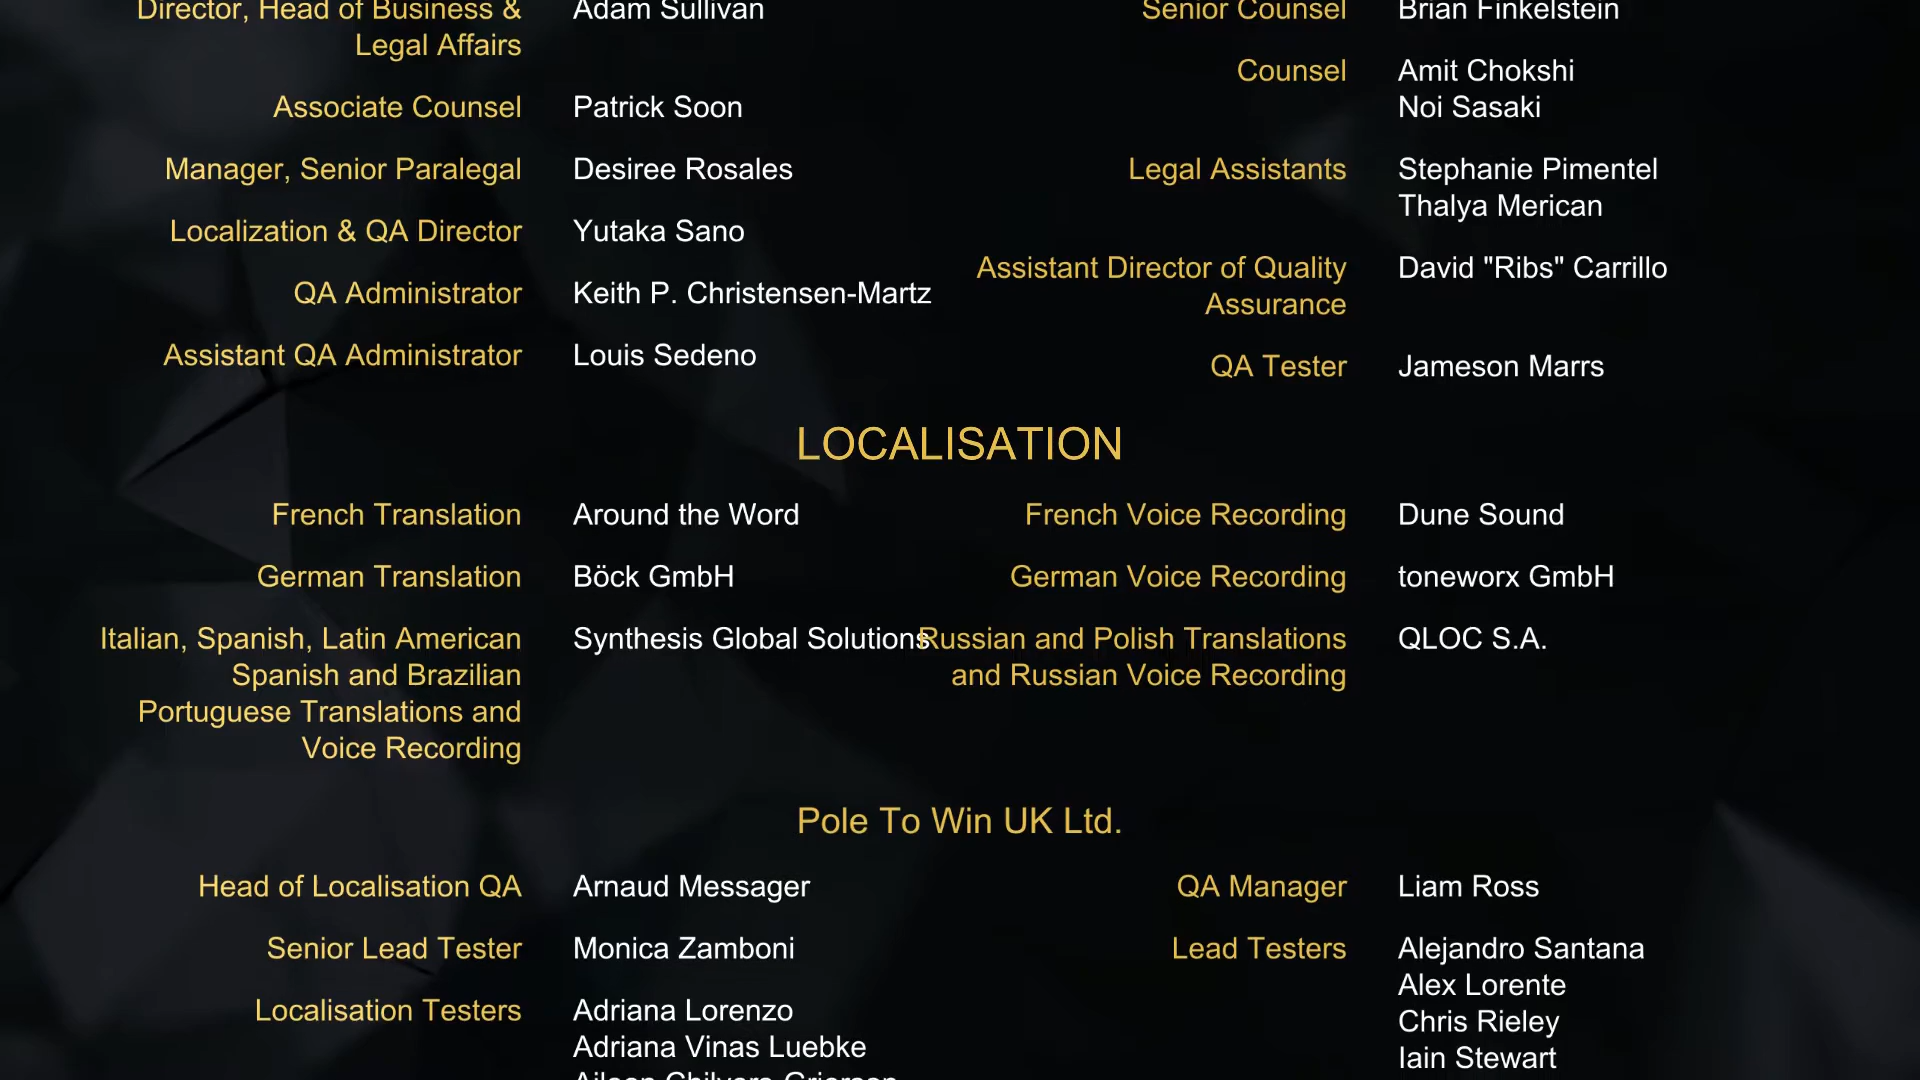 Director, Head of Business &
Legal Affairs
Adam Sullivan
Senior Counsel
Brian Finkelstein
Counsel
Amit Chokshi
Noi Sasaki
Associate Counsel
Patrick Soon
Manager, Senior Paralegal
Desiree Rosales
Legal Assistants
Stephanie Pimentel
Thalya Merican
Localization & QA Director
Yutaka Sano
Assistant Director of Quality
Assurance
David "Ribs" Carrillo
QA Administrator
Keith P. Christensen-Martz
Assistant QA Administrator
Louis Sedeno
QA Tester
Jameson Marrs
LOCALISATION
French Translation
Around the Word
French Voice Recording
Dune Sound
German Translation
Böck GmbH
German Voice Recording
toneworx GmbH
Italian, Spanish, Latin American
Spanish and Brazilian
Portuguese Translations and
Voice Recording
Synthesis Global Solutions
Russian and Polish Translations
and Russian Voice Recording
QLOC S.A.
Pole To Win UK Ltd.
Head of Localisation QA
Arnaud Messager
QA Manager
Liam Ross
Senior Lead Tester
Monica Zamboni
Lead Testers
Alejandro Santana
Alex Lorente
Chris Rieley
Iain Stewart
Localisation Testers
Adriana Lorenzo
Adriana Vinas Luebke